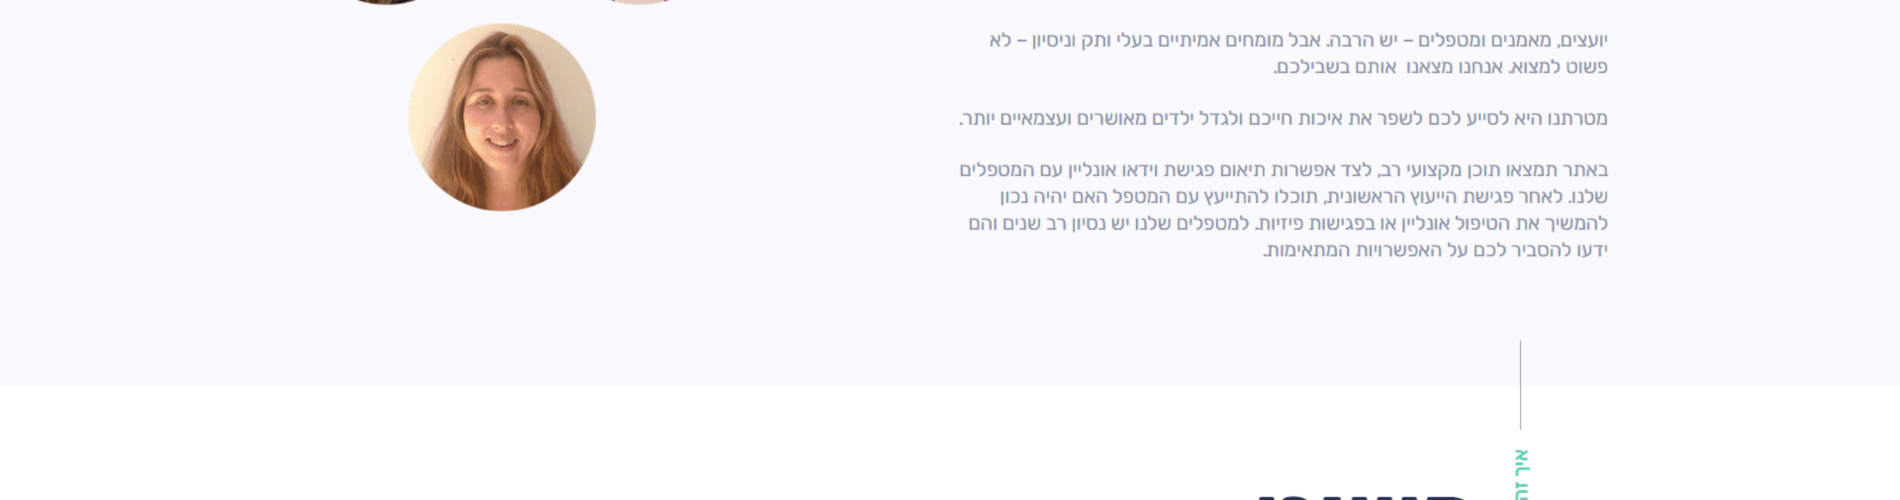 יועצים, מאמנים ומטפלים – יש הרבה. אבל מומחים אמיתיים בעלי ותק וניסיון – לא
פשוט למצוא. אנחנו מצאנו  אותם בשבילכם.
מטרתנו היא לסייע לכם לשפר את איכות חייכם ולגדל ילדים מאושרים ועצמאיים יותר.
באתר תמצאו תוכן מקצועי רב, לצד אפשרות תיאום פגישת וידאו אונליין עם המטפלים
שלנו. לאחר פגישת הייעוץ הראשונית, תוכלו להתייעץ עם המטפל האם יהיה נכון
להמשיך את הטיפול אונליין או בפגישות פיזיות. למטפלים שלנו יש נסיון רב שנים והם
ידעו להסביר לכם על האפשרויות המתאימות.
איך זה